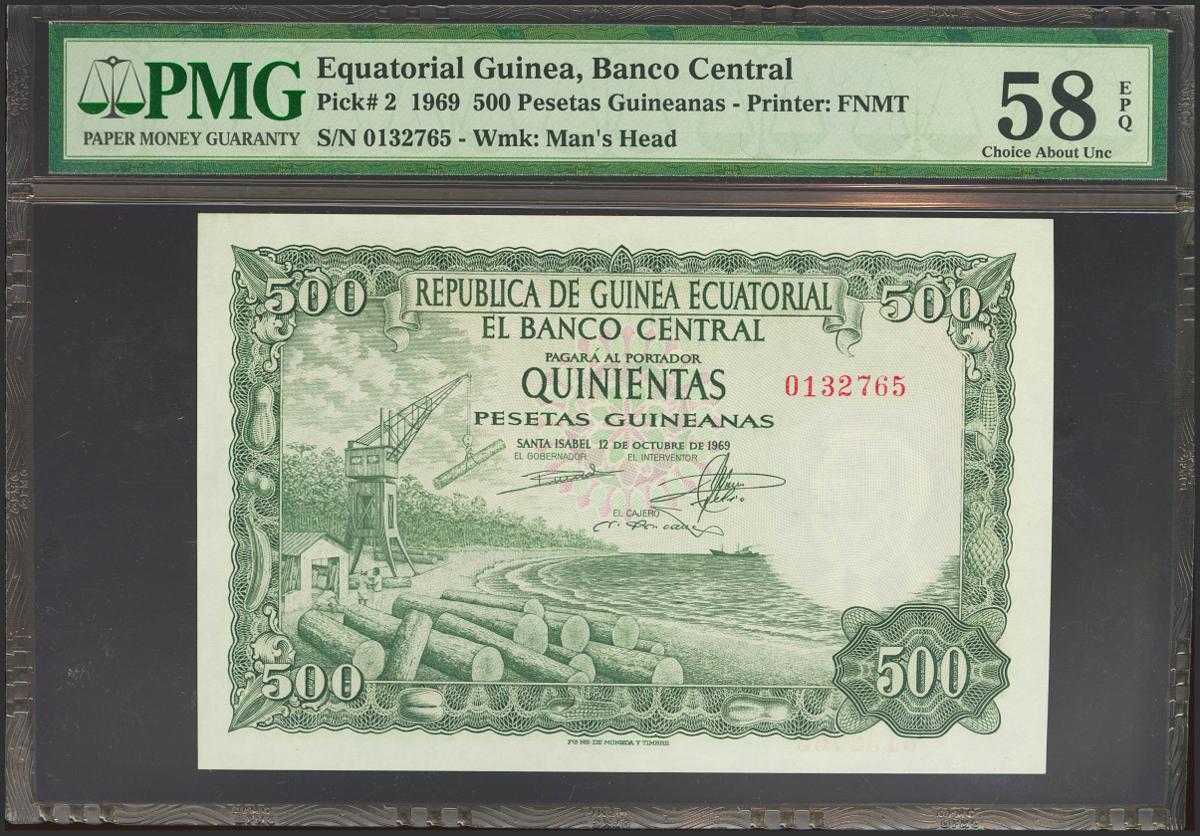 PMG
PAPER MONEY GUARANTY
Equatorial Guinea, Banco Central
Pick# 2 1969 500 Pesetas Guineanas - Printer: FNMT
S/N 0132765 - Wmk: Man's Head
58
EPQ
Choice About Unc
500
500
REPUBLICA DE GUINEA ECUATORIAL
EL BANCO CENTRAL
PAGARÁ AL PORTADOR
QUINIENTAS
0132765
PESETAS GUINEANAS
SANTA ISABEL 12 DE OCTUBRE DE 1969
EL GOBERNADOR EL INTERVENTOR
EL CAJERO
500
500